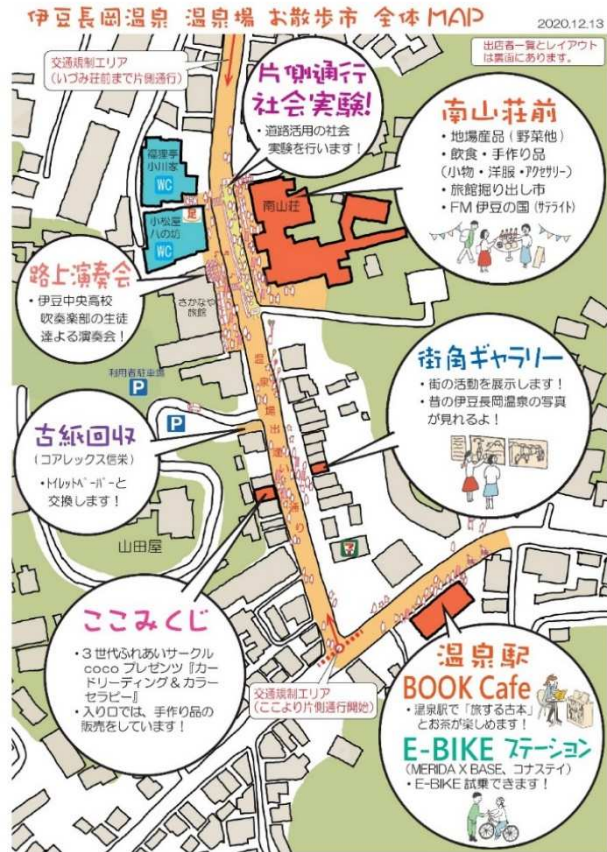 伊豆長岡温泉 温泉場 お散歩市 全体MAP
2020.12.13
出店者一覧とレイアウト
は裏面にあります。
交通規制エリア
(いづみ荘前まで片側通行)
片側通行
社会実験!
・道路活用の社会
実験を行います!
南山荘前
・地場産品(野菜他)
・飲食・手作り品
(小物・洋服・アクセサリー)
・旅館掘り出し市
・FM伊豆の国(サテライト)
小川家
WC
小松屋
八の坊
WC
足
南山荘
路上演奏会
・伊豆中央高校
吹奏楽部の生徒
達よる演奏会!
さかなや
旅館
利用者駐車場
P
P
街角ギャラリー
・街の活動を展示します!
・昔の伊豆長岡温泉の写真
が見れるよ!
温泉場出逢い通り
古紙回収
(コアレックス信栄)
・トイレットペーパーと
交換します!
山田屋
ここみくじ
・3世代ふれあいサークル
coco プレゼンツ『カー
ドリーディング&カラー
セラピー』
・入り口では、手作り品の
販売をしています!
交通規制エリア
(ここより片側通行開始)
温泉駅
BOOK Cafe
・温泉駅で「旅する古本」
とお茶が楽しめます!
E-BIKE ステーション
(MERIDA X BASE、コナステイ)
・E-BIKE 試乗できます!